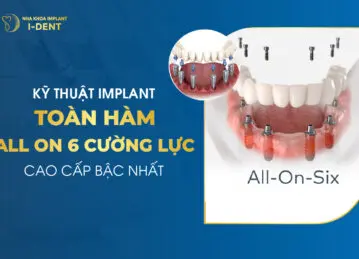 NHA KHOA IMPLANT
I-DENT
KỸ THUẬT IMPLANT
TOÀN HÀM
ALL ON 6 CƯỜNG LỰC
CAO CẤP BẬC NHẤT
All-On-Six